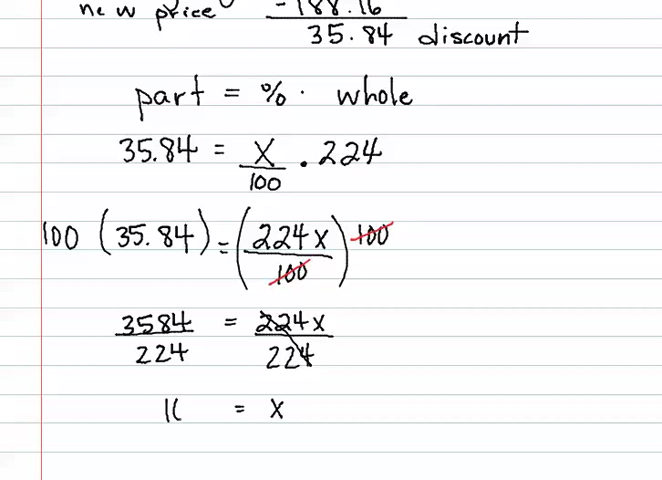 new price -188.16
35.84 discount
part = % · whole
35.84 = x/100 · 224
100 (35.84) = (224x/100) 100
3584/224 = 224x/224
1( = x